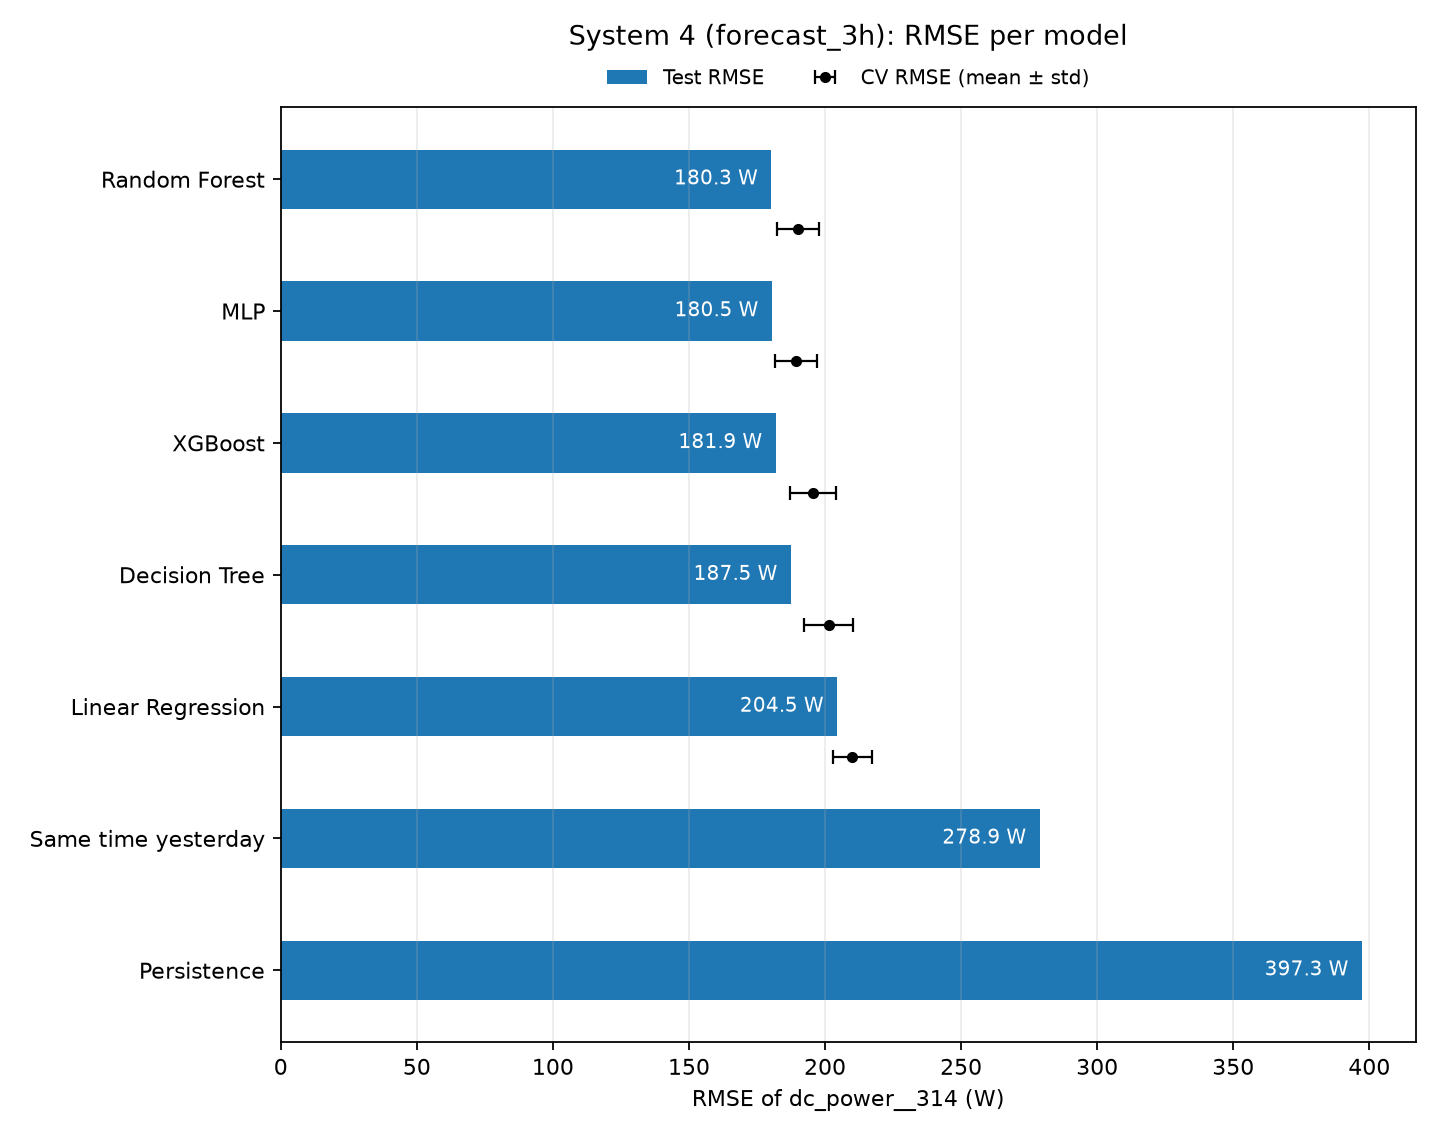 System 4 (forecast_3h): RMSE per model
Test RMSE CV RMSE (mean ± std)
Random Forest 180.3 W
MLP 180.5 W
XGBoost 181.9 W
Decision Tree 187.5 W
Linear Regression 204.5 W
Same time yesterday 278.9 W
Persistence 397.3 W
0 50 100 150 200 250 300 350 400
RMSE of dc_power__314 (W)